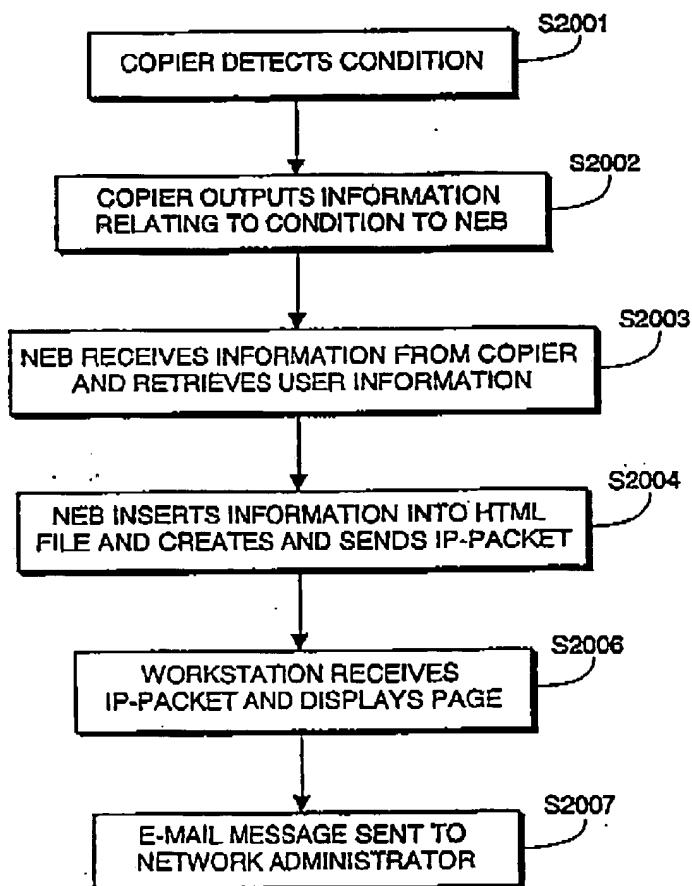 S2001
COPIER DETECTS CONDITION
S2002
COPIER OUTPUTS INFORMATION
RELATING TO CONDITION TO NEB
S2003
NEB RECEIVES INFORMATION FROM COPIER
AND RETRIEVES USER INFORMATION
S2004
NEB INSERTS INFORMATION INTO HTML
FILE AND CREATES AND SENDS IP-PACKET
S2006
WORKSTATION RECEIVES
IP-PACKET AND DISPLAYS PAGE
S2007
E-MAIL MESSAGE SENT TO
NETWORK ADMINISTRATOR